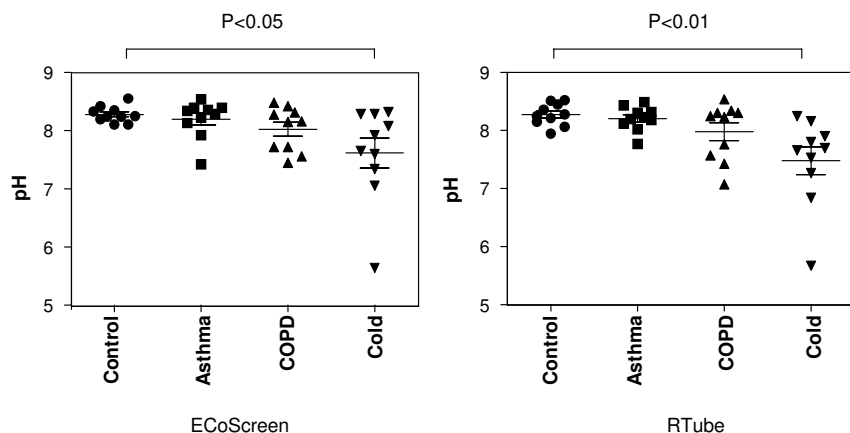 P<0.05
pH
9
8
7
6
5
Control
Asthma
COPD
Cold
ECoScreen
P<0.01
pH
9
8
7
6
5
Control
Asthma
COPD
Cold
RTube